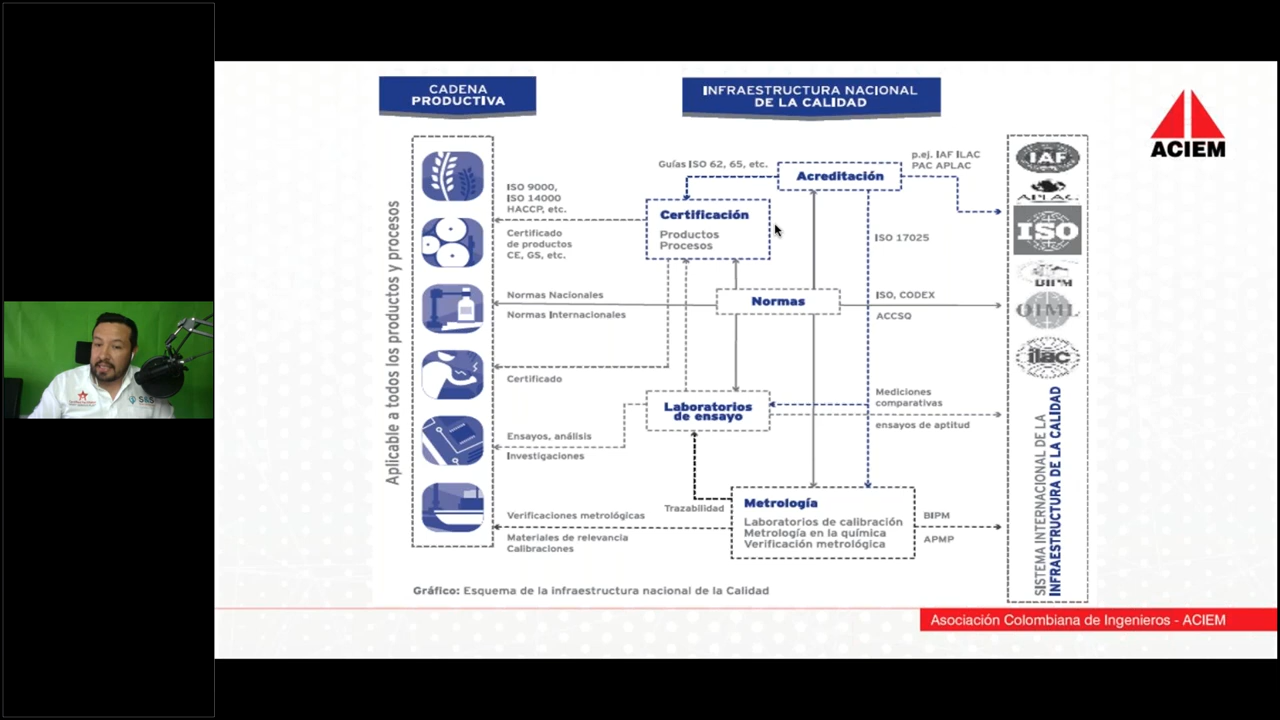 CADENA
PRODUCTIVA
INFRAESTRUCTURA NACIONAL
DE LA CALIDAD
ACIEM
Aplicable a todos los productos y procesos
ISO 9000,
ISO 14000
HACCP, etc.
Certificado
de productos
CE, GS, etc.
Normas Nacionales
Normas Internacionales
Certificado
Ensayos, análisis
Investigaciones
Verificaciones metrológicas
Materiales de relevancia
Calibraciones
Guías ISO 62, 65, etc.
Acreditación
p.ej. IAF ILAC
PAC APLAC
Certificación
Productos
Procesos
ISO 17025
Normas
ISO, CODEX
ACCSQ
Laboratorios
de ensayo
Mediciones
comparativas
ensayos de aptitud
Trazabilidad
Metrología
Laboratorios de calibración
Metrología en la química
Verificación metrológica
BIPM
APMP
IAF
APLAC
ISO
BIPM
OIML
ilac
SISTEMA INTERNACIONAL DE LA
INFRAESTRUCTURA DE LA CALIDAD
Gráfico: Esquema de la infraestructura nacional de la Calidad
Asociación Colombiana de Ingenieros - ACIEM